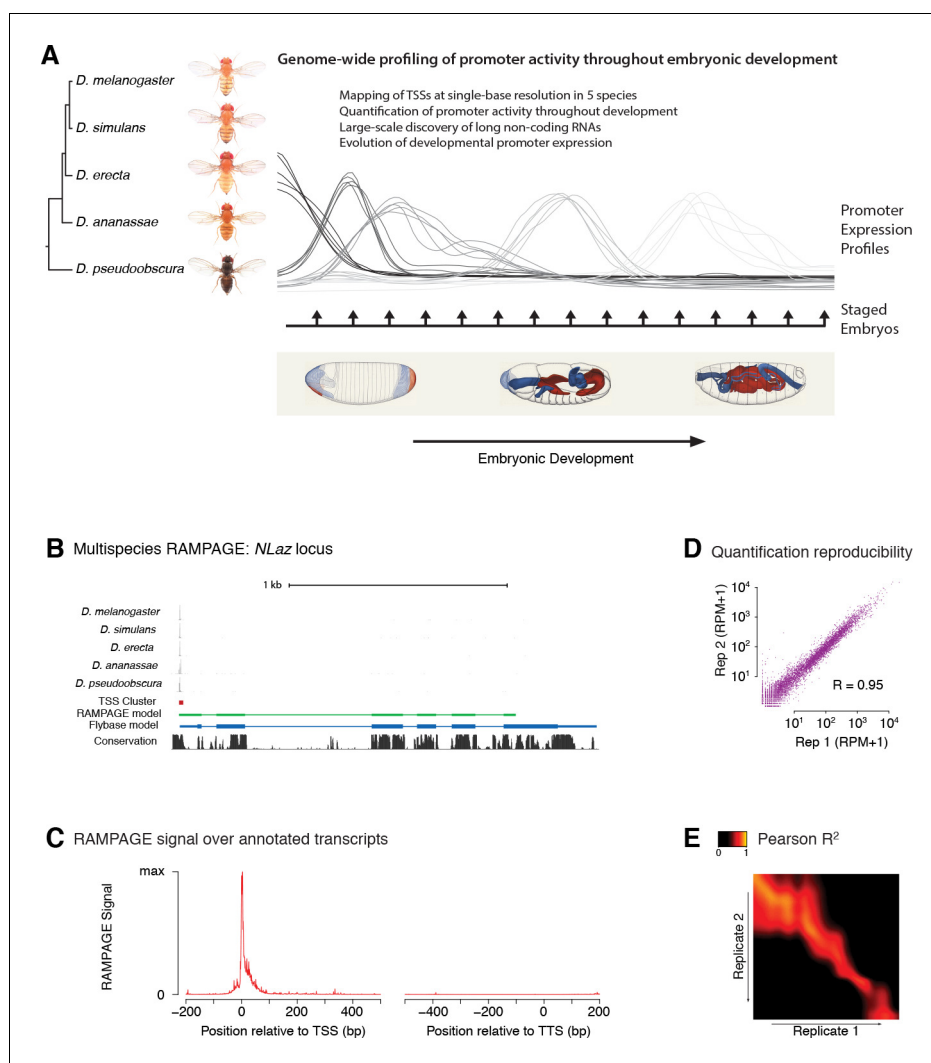 A
Genome-wide profiling of promoter activity throughout embryonic development
D. melanogaster
D. simulans
D. erecta
D. ananassae
D. pseudoobscura
Mapping of TSSs at single-base resolution in 5 species
Quantification of promoter activity throughout development
Large-scale discovery of long non-coding RNAs
Evolution of developmental promoter expression
Promoter
Expression
Profiles
Staged
Embryos
Embryonic Development
B Multispecies RAMPAGE: NLaz locus
1 kb
D. melanogaster
D. simulans
D. erecta
D. ananassae
D. pseudoobscura
TSS Cluster
RAMPAGE model
Flybase model
Conservation
D Quantification reproducibility
Rep 2 (RPM+1)
10⁴
10³
10²
10¹
R = 0.95
10¹ 10² 10³ 10⁴
Rep 1 (RPM+1)
C RAMPAGE signal over annotated transcripts
RAMPAGE Signal
max
0
−200 0 200 400
Position relative to TSS (bp)
−400 −200 0 200
Position relative to TTS (bp)
E
0 1
Pearson R²
Replicate 2
Replicate 1